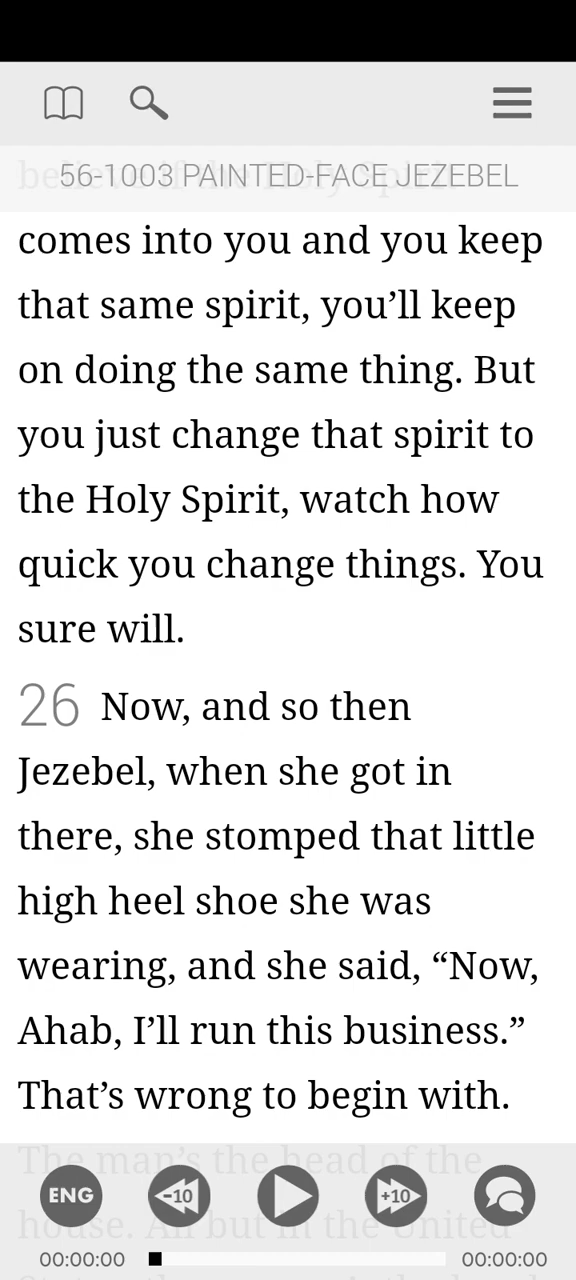 believe if the Holy Spirit
56-1003 PAINTED-FACE JEZEBEL
comes into you and you keep
that same spirit, you’ll keep
on doing the same thing. But
you just change that spirit to
the Holy Spirit, watch how
quick you change things. You
sure will.
26 Now, and so then
Jezebel, when she got in
there, she stomped that little
high heel shoe she was
wearing, and she said, “Now,
Ahab, I’ll run this business.”
That’s wrong to begin with.
The man’s the head of the
ENG -10 +10
house. All but in the United
00:00:00 00:00:00